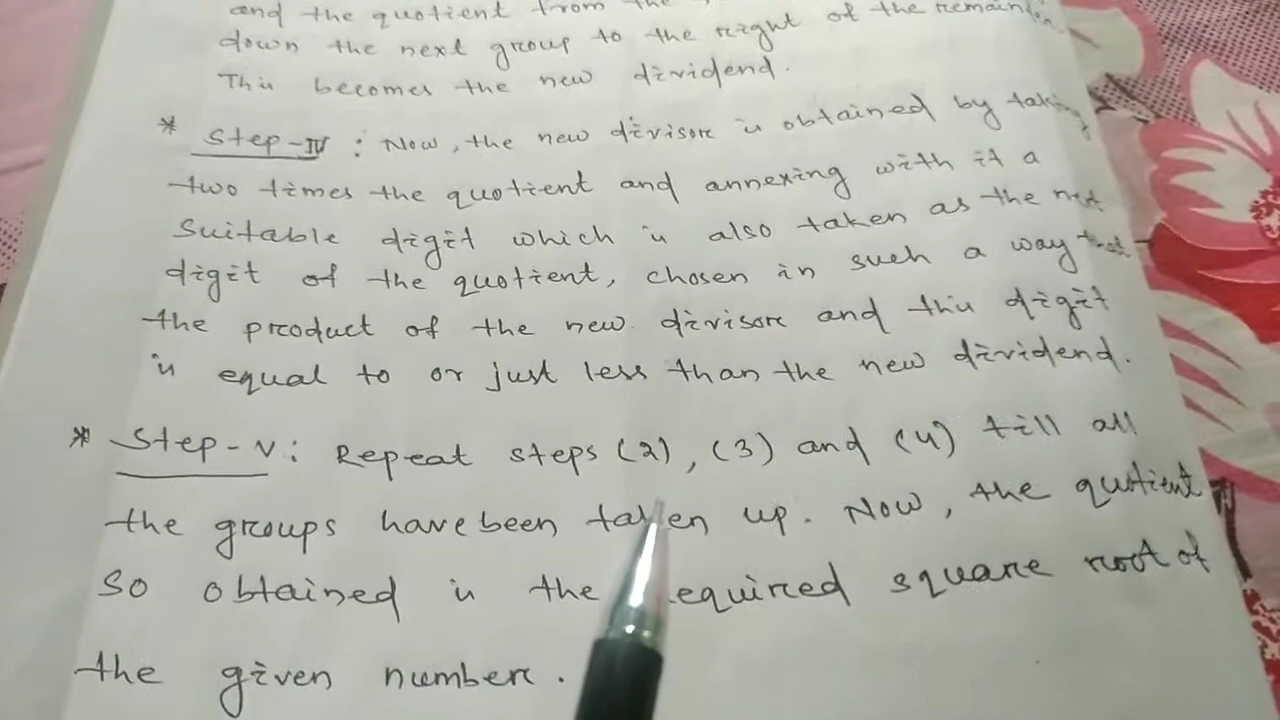 and the quotient from the
down the next group to the right of the remain
This becomes the new dividend.
* Step-IV : Now, the new divisor is obtained by taking
two times the quotient and annexing with it a
suitable digit which is also taken as the next
digit of the quotient, chosen in such a way that
the product of the new divisor and this digit
is equal to or just less than the new dividend.
* Step-V : Repeat steps (2), (3) and (4) till all
the groups have been taken up. Now, the qutient
so obtained is the required square root of
the given number.